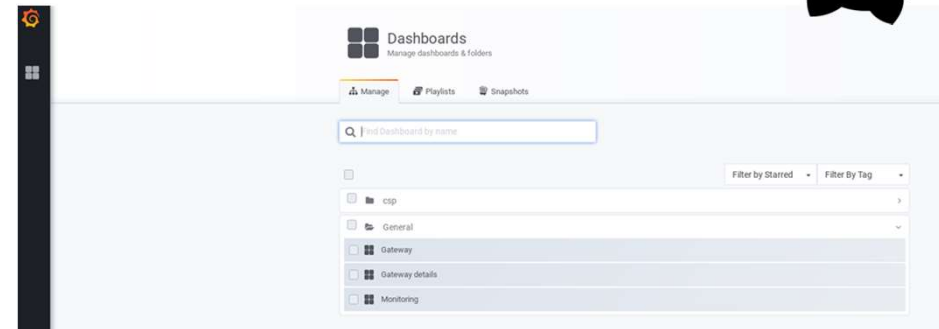 Dashboards
Manage dashboards & folders
Manage Playlists Snapshots
Find Dashboard by name
Filter by Starred Filter By Tag
csp
General
Gateway
Gateway details
Monitoring